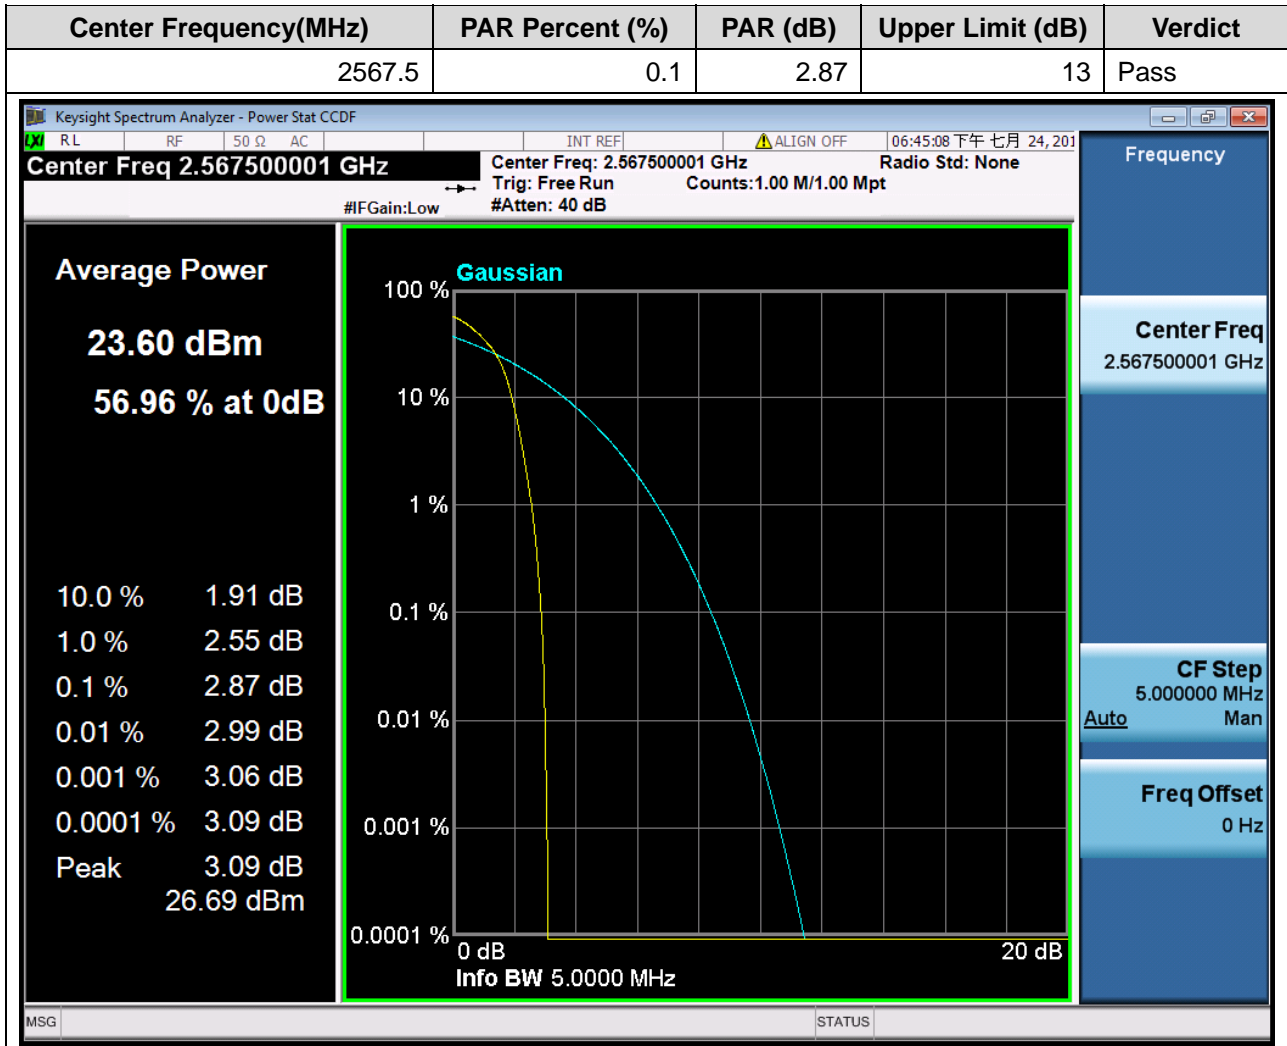 Center Frequency(MHz) PAR Percent (%) PAR (dB) Upper Limit (dB) Verdict
2567.5 0.1 2.87 13 Pass
Keysight Spectrum Analyzer - Power Stat CCDF
LXI RL RF 50 Ω AC INT REF ALIGN OFF 06:45:08 下午 七月 24, 201
Center Freq 2.567500001 GHz
Center Freq: 2.567500001 GHz Radio Std: None
Trig: Free Run Counts:1.00 M/1.00 Mpt
#IFGain:Low #Atten: 40 dB
Average Power
23.60 dBm
56.96 % at 0dB
10.0 % 1.91 dB
1.0 % 2.55 dB
0.1 % 2.87 dB
0.01 % 2.99 dB
0.001 % 3.06 dB
0.0001 % 3.09 dB
Peak 3.09 dB
26.69 dBm
Gaussian
100 %
10 %
1 %
0.1 %
0.01 %
0.001 %
0.0001 %
0 dB 20 dB
Info BW 5.0000 MHz
Frequency
Center Freq
2.567500001 GHz
CF Step
5.000000 MHz
Auto Man
Freq Offset
0 Hz
MSG STATUS